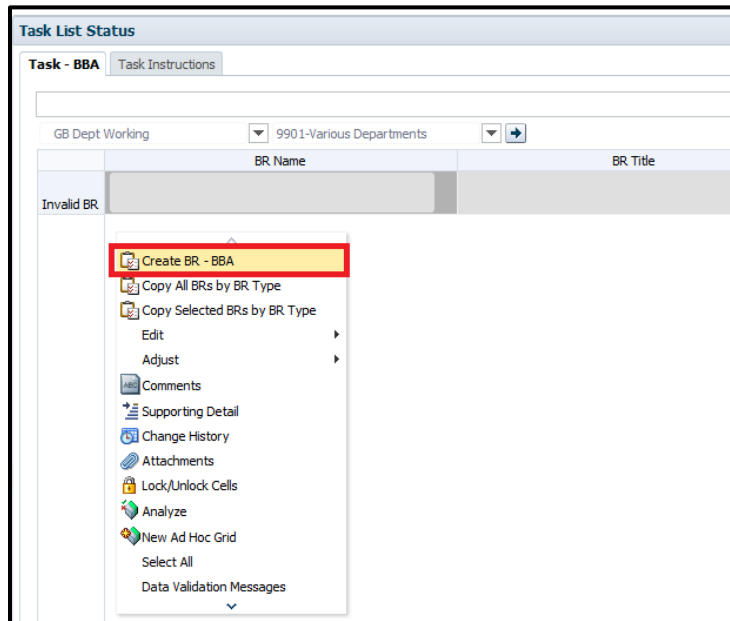 Task List Status
Task - BBA Task Instructions
GB Dept Working 9901-Various Departments
BR Name BR Title
Invalid BR
Create BR - BBA
Copy All BRs by BR Type
Copy Selected BRs by BR Type
Edit
Adjust
ABC Comments
Supporting Detail
Change History
Attachments
Lock/Unlock Cells
Analyze
New Ad Hoc Grid
Select All
Data Validation Messages